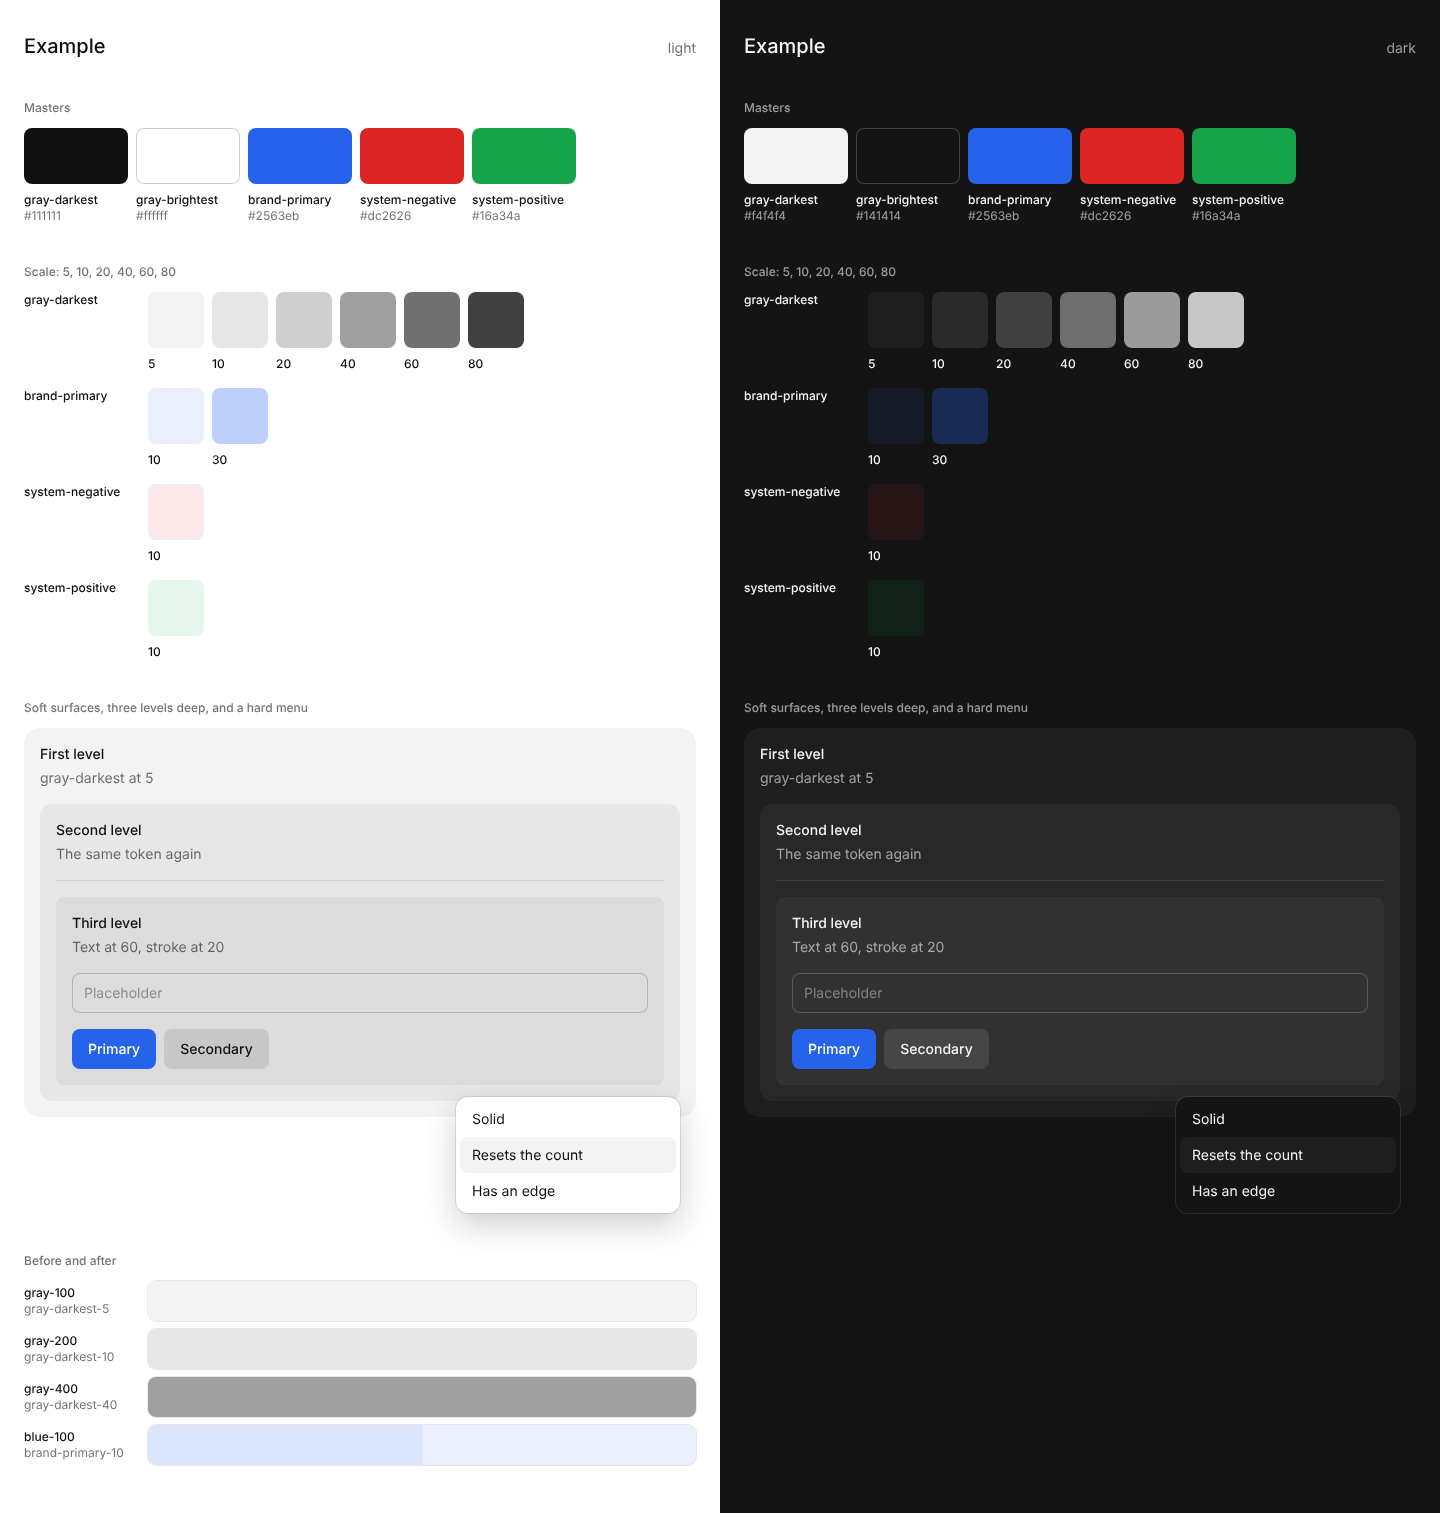 Example
light
Masters
gray-darkest
#111111
gray-brightest
#ffffff
brand-primary
#2563eb
system-negative
#dc2626
system-positive
#16a34a
Scale: 5, 10, 20, 40, 60, 80
gray-darkest
5 10 20 40 60 80
brand-primary
10 30
system-negative
10
system-positive
10
Soft surfaces, three levels deep, and a hard menu
First level
gray-darkest at 5
Second level
The same token again
Third level
Text at 60, stroke at 20
Placeholder
Primary
Secondary
Solid
Resets the count
Has an edge
Before and after
gray-100
gray-darkest-5
gray-200
gray-darkest-10
gray-400
gray-darkest-40
blue-100
brand-primary-10
Example
dark
Masters
gray-darkest
#f4f4f4
gray-brightest
#141414
brand-primary
#2563eb
system-negative
#dc2626
system-positive
#16a34a
Scale: 5, 10, 20, 40, 60, 80
gray-darkest
5 10 20 40 60 80
brand-primary
10 30
system-negative
10
system-positive
10
Soft surfaces, three levels deep, and a hard menu
First level
gray-darkest at 5
Second level
The same token again
Third level
Text at 60, stroke at 20
Placeholder
Primary
Secondary
Solid
Resets the count
Has an edge